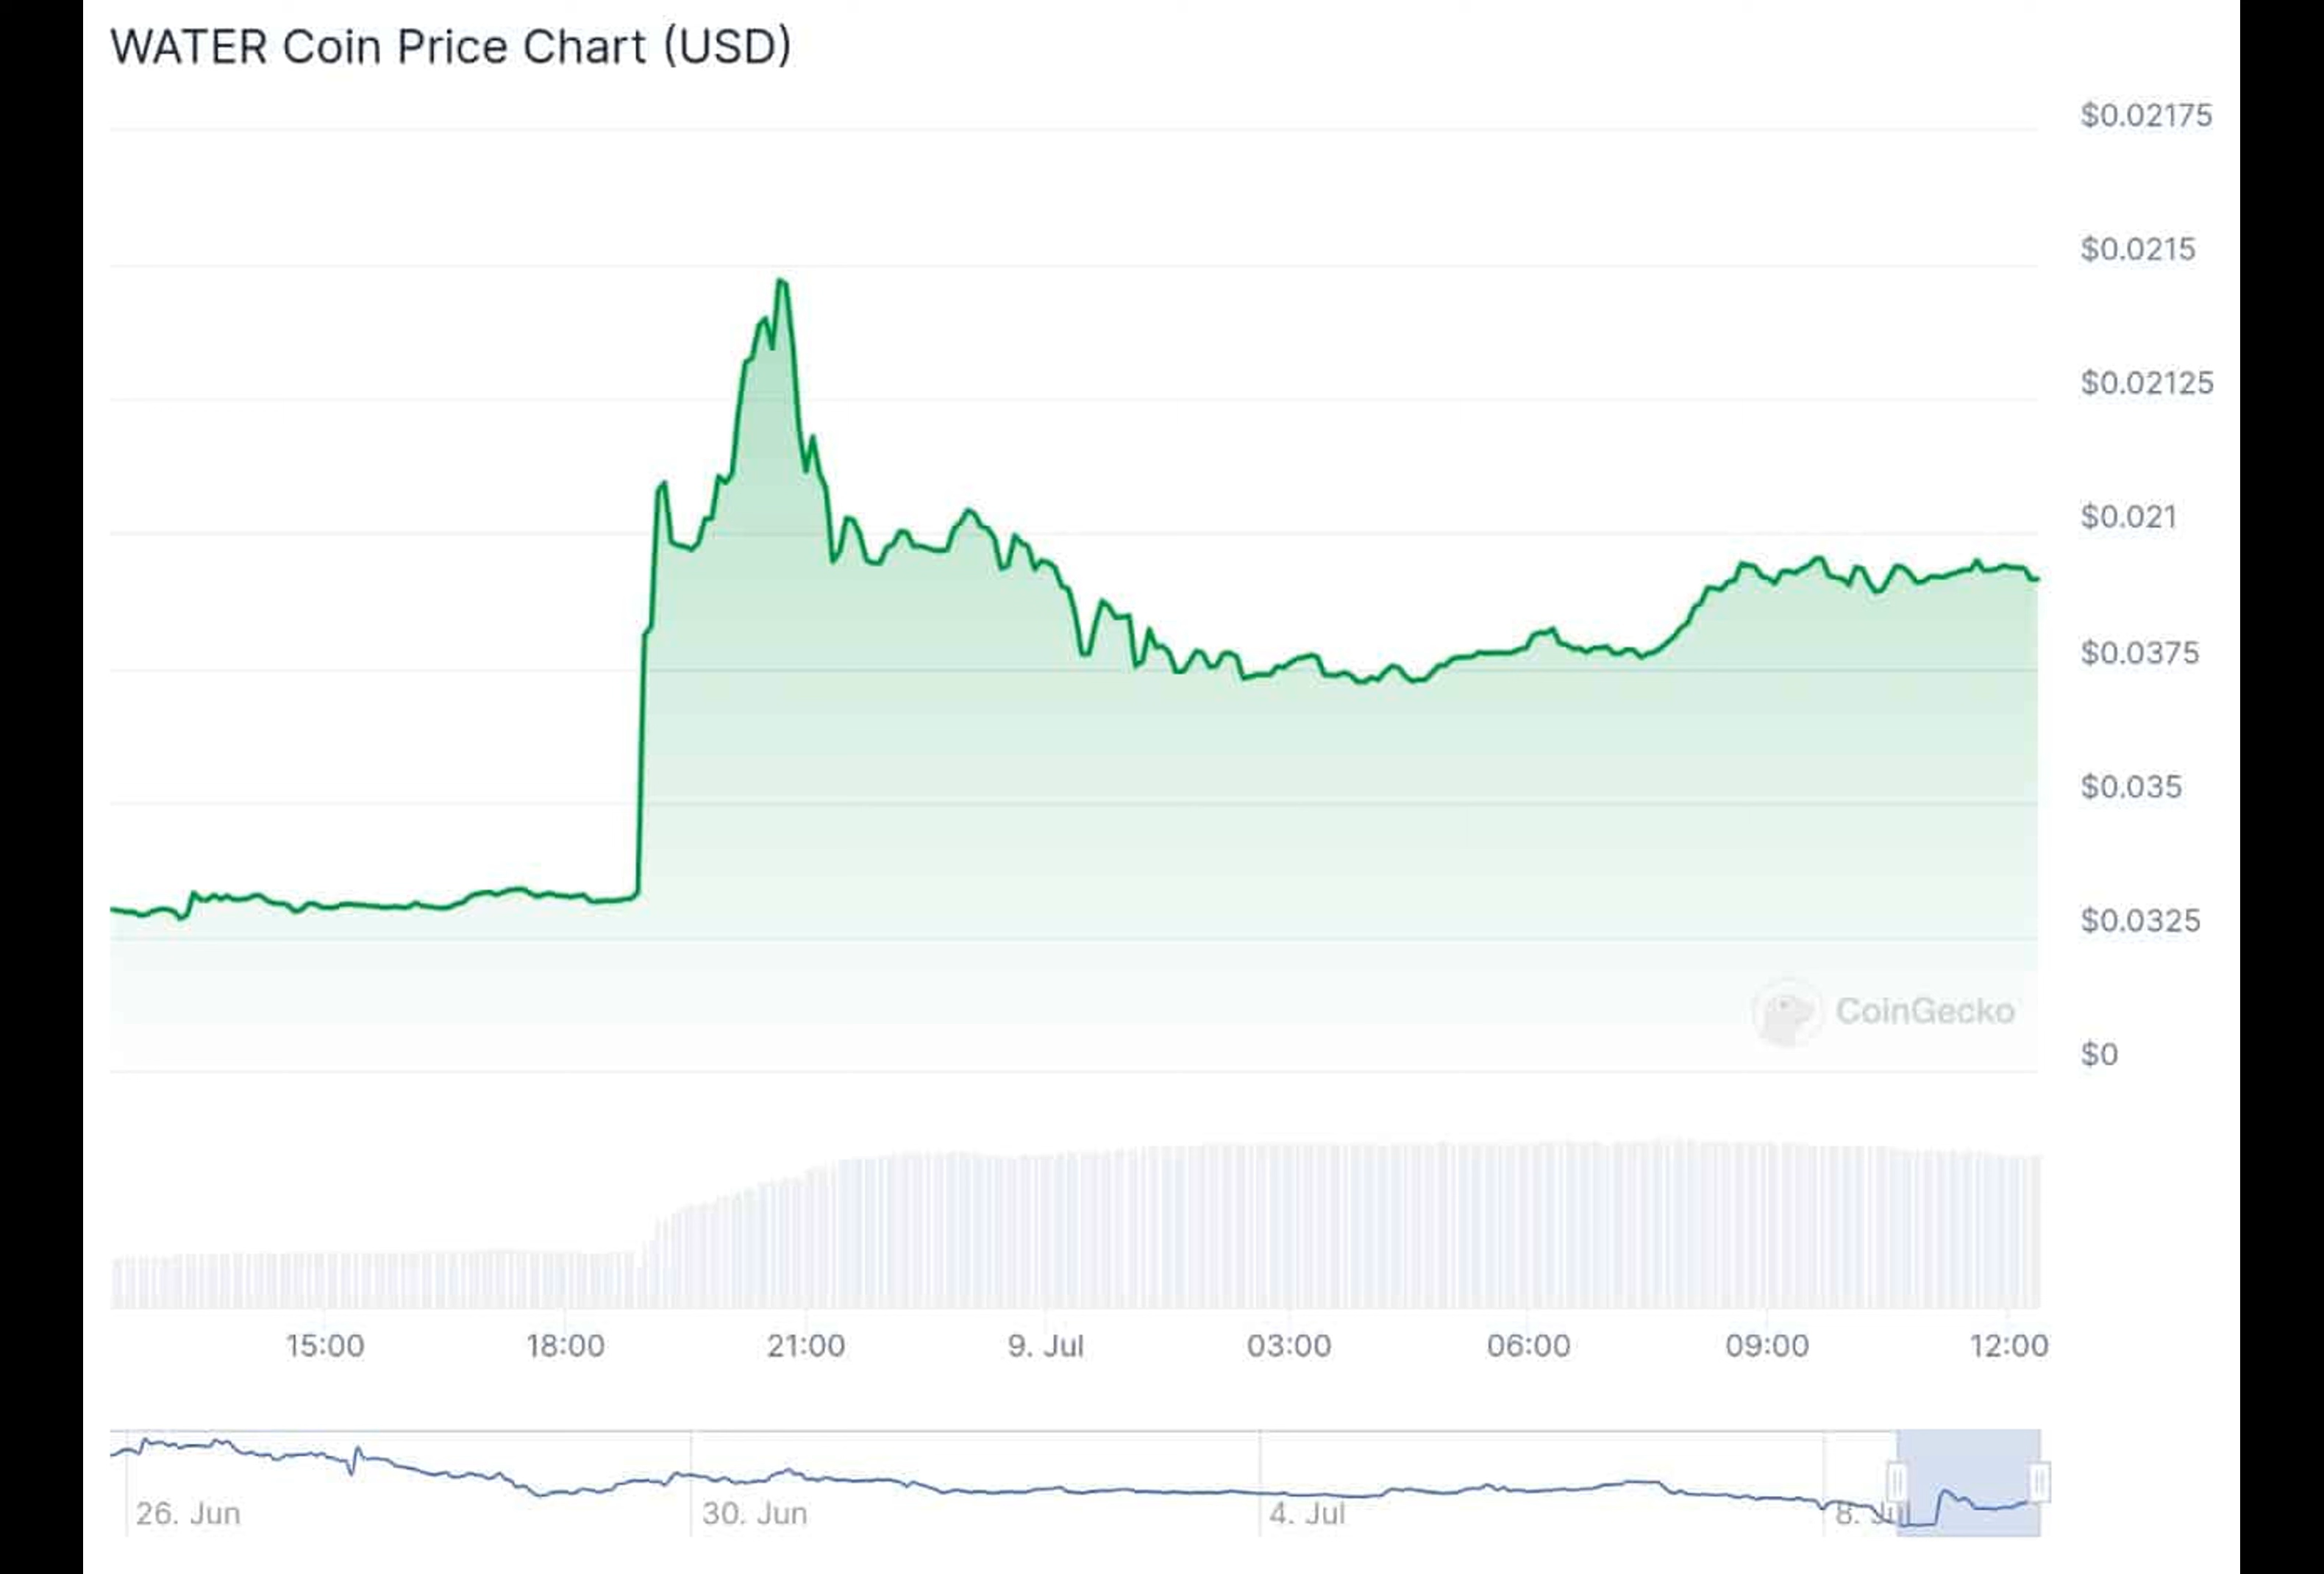 WATER Coin Price Chart (USD)
$0.02175
$0.0215
$0.02125
$0.021
$0.0375
$0.035
$0.0325
CoinGecko
$0
15:00 18:00 21:00 9. Jul 03:00 06:00 09:00 12:00
26. Jun 30. Jun 4. Jul 8. Jul